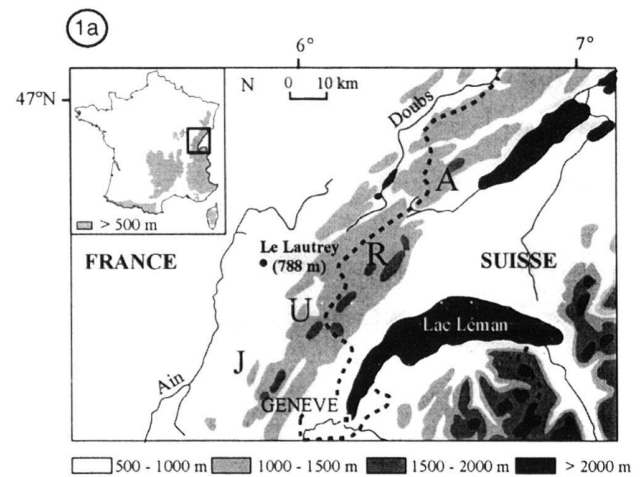 1a
6°
7°
47°N
N
0 10 km
Doubs
> 500 m
A
Le Lautrey
(788 m)
R
FRANCE
SUISSE
U
Lac Léman
J
Ain
GENEVE
500 - 1000 m
1000 - 1500 m
1500 - 2000 m
> 2000 m